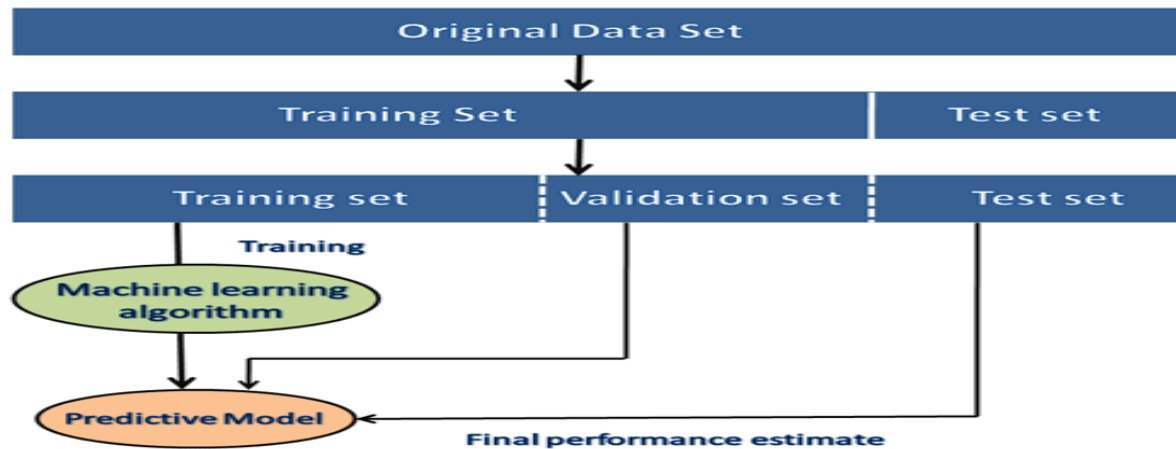 Original Data Set
Training Set
Test set
Training set
Validation set
Test set
Training
Machine learning
algorithm
Predictive Model
Final performance estimate